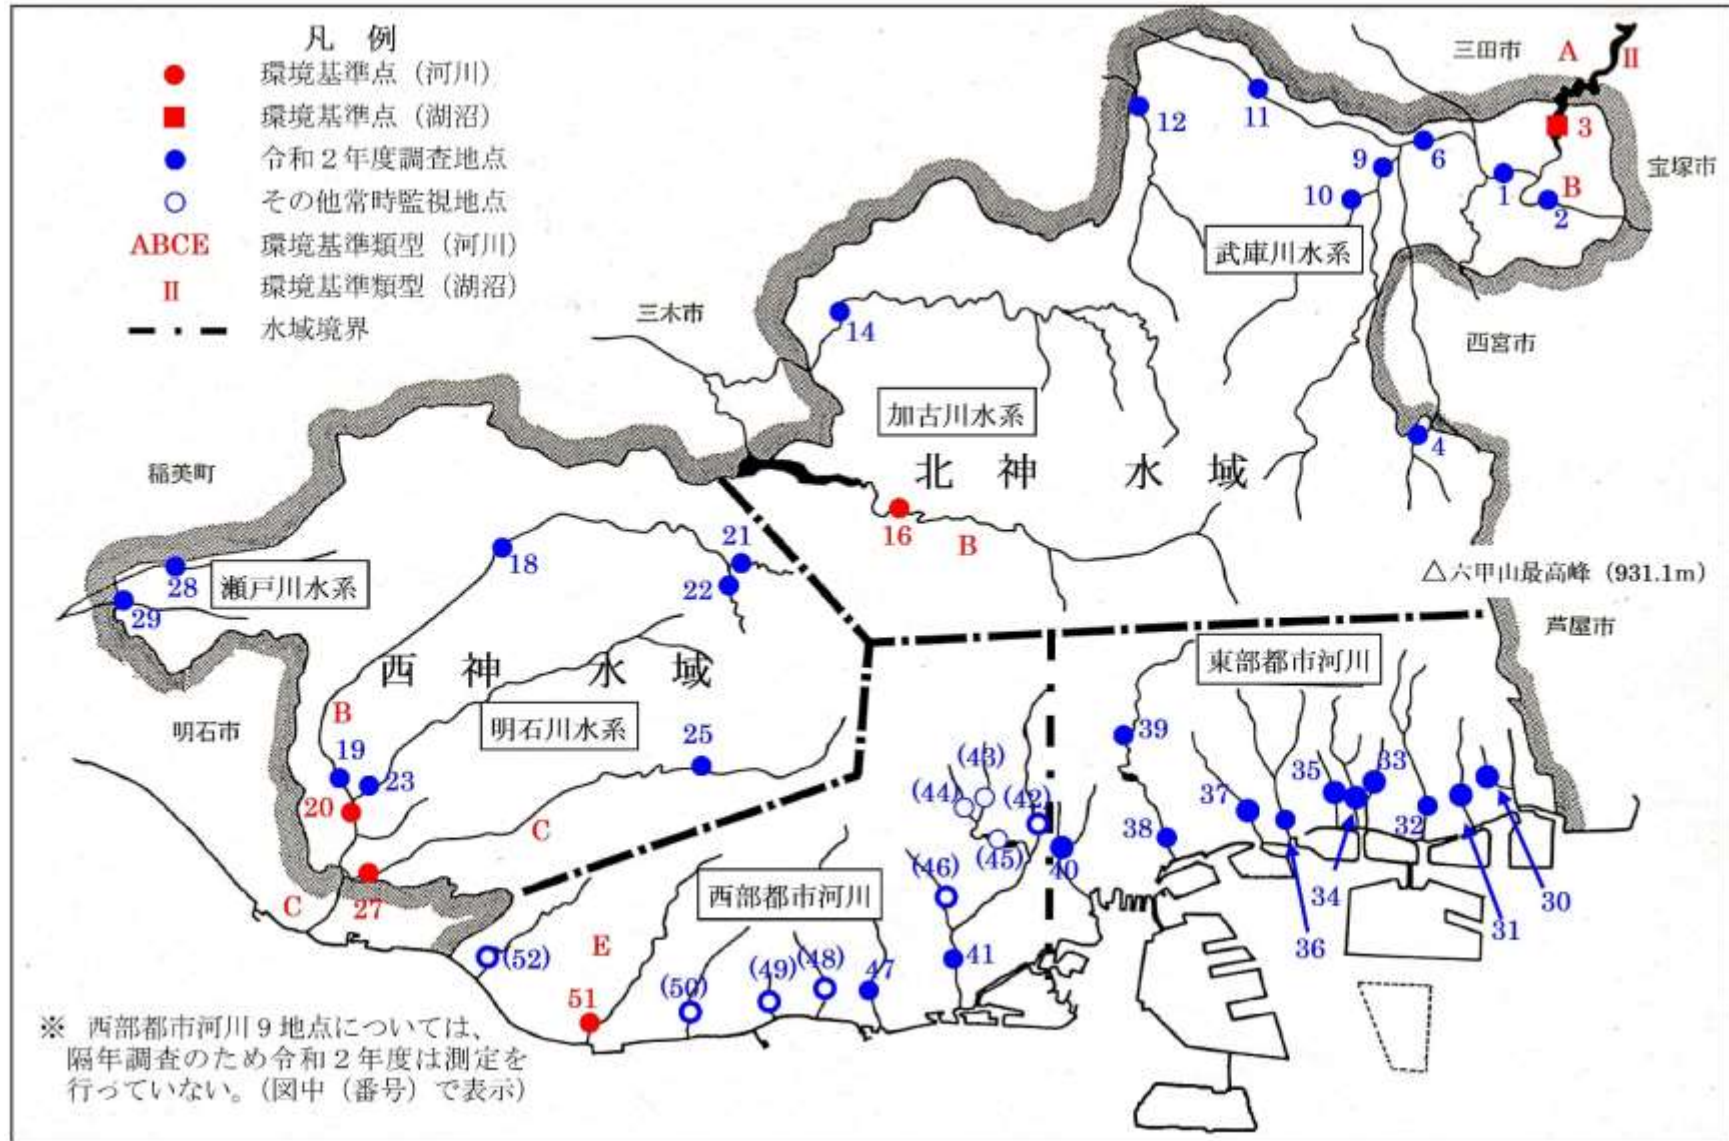 凡 例
環境基準点（河川）
環境基準点（湖沼）
令和２年度調査地点
その他常時監視地点
ABCE 環境基準類型（河川）
II 環境基準類型（湖沼）
水域境界
三田市
A
II
3
宝塚市
12
11
6
9
10
1
B
2
武庫川水系
三木市
14
西宮市
加古川水系
4
北 神 水 域
稲美町
16
B
18
21
22
28
瀬戸川水系
29
△六甲山最高峰（931.1m）
芦屋市
東部都市河川
西 神 水 域
明石市
B
明石川水系
19
23
20
25
C
C
27
39
(43)
(44)
(42)
(45)
(46)
40
38
37
35
33
32
34
36
31
30
西部都市河川
41
(52)
E
51
(50)
(49)
(48)
47
※ 西部都市河川９地点については、
隔年調査のため令和２年度は測定を
行っていない。（図中（番号）で表示）